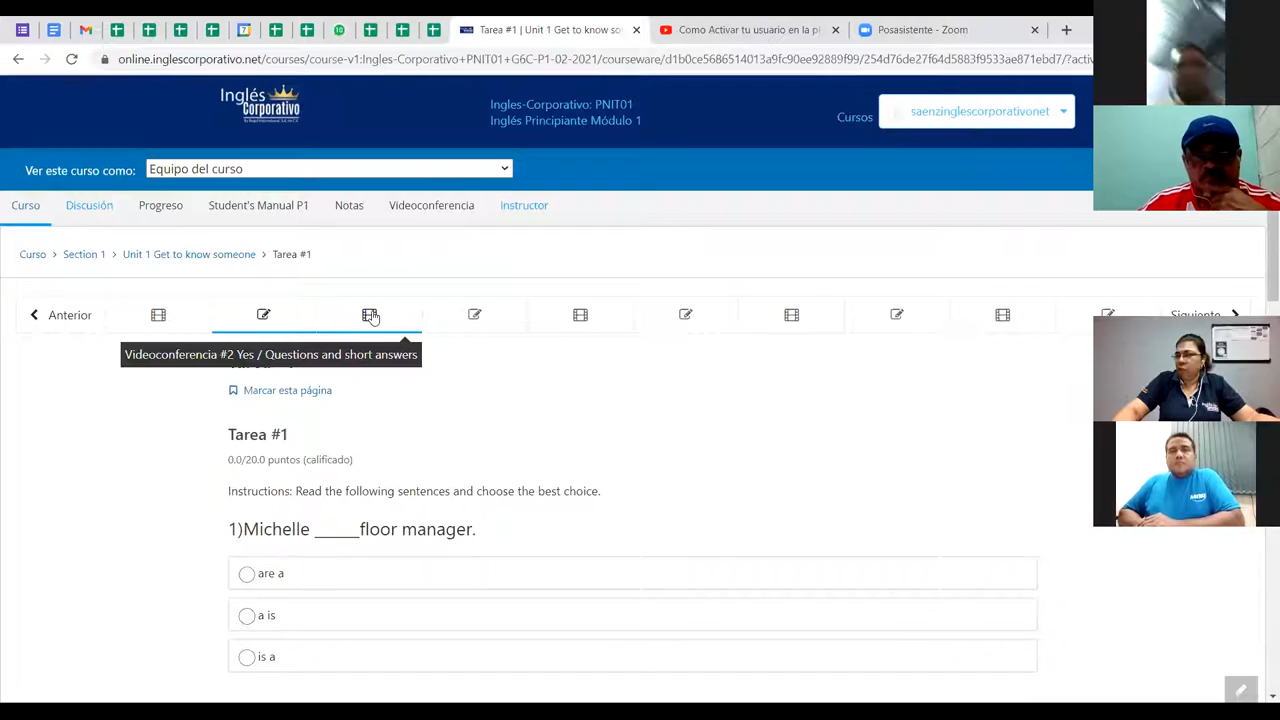 Tarea #1 | Unit 1 Get to know so
Como Activar tu usuario en la p
Posasistente - Zoom
online.inglescorporativo.net/courses/course-v1:Ingles-Corporativo+PNIT01+G6C-P1-02-2021/courseware/d1b0ce5686514013a9fc90ee92889f99/254d76de27f64d5883f9533ae871ebd7/?activ
Inglés
Corporativo
Ingles-Corporativo: PNIT01
Inglés Principiante Módulo 1
Cursos
saenzinglescorporativonet
Ver este curso como:
Equipo del curso
Curso
Discusión
Progreso
Student's Manual P1
Notas
Videoconferencia
Instructor
Curso > Section 1 > Unit 1 Get to know someone > Tarea #1
Anterior
Siguiente
Videoconferencia #2 Yes / Questions and short answers
Marcar esta página
Tarea #1
0.0/20.0 puntos (calificado)
Instructions: Read the following sentences and choose the best choice.
1)Michelle _____floor manager.
are a
a is
is a